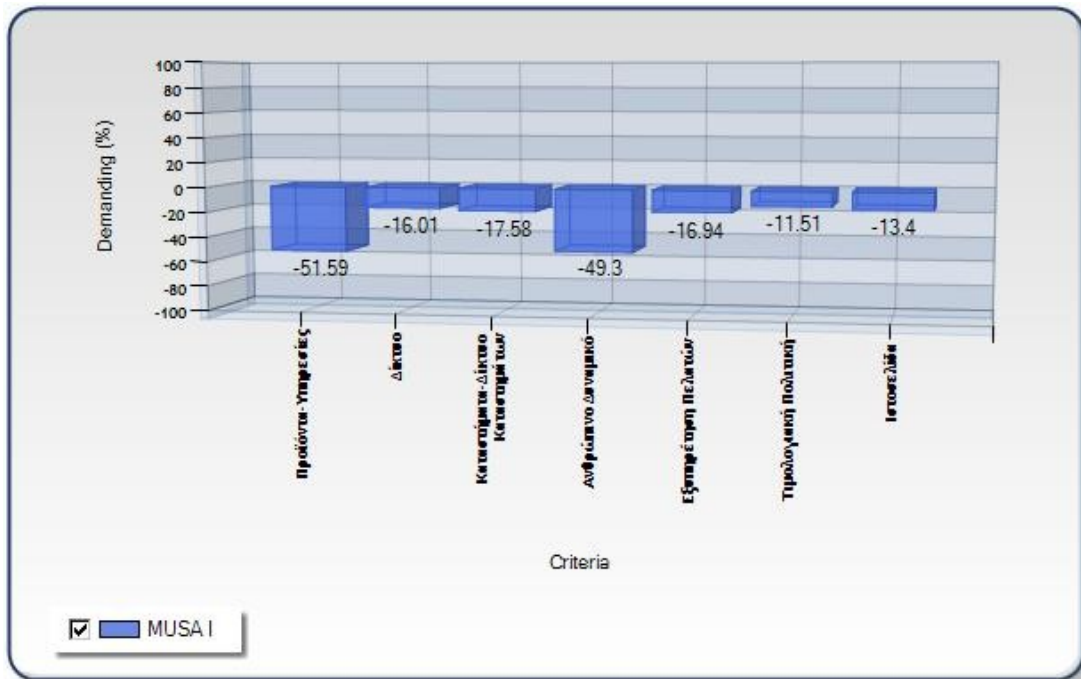 100
80
60
40
20
0
-20
-40
-60
-80
-100
Demanding (%)
-51.59
-16.01
-17.58
-49.3
-16.94
-11.51
-13.4
Προϊόντα-Υπηρεσίες
Δίκτυο
Καταστήματα-Δίκτυο
Καταστημάτων
Ανθρώπινο Δυναμικό
Εξυπηρέτηση Πελατών
Τιμολογιακή Πολιτική
Ιστοσελίδα
Criteria
MUSA I